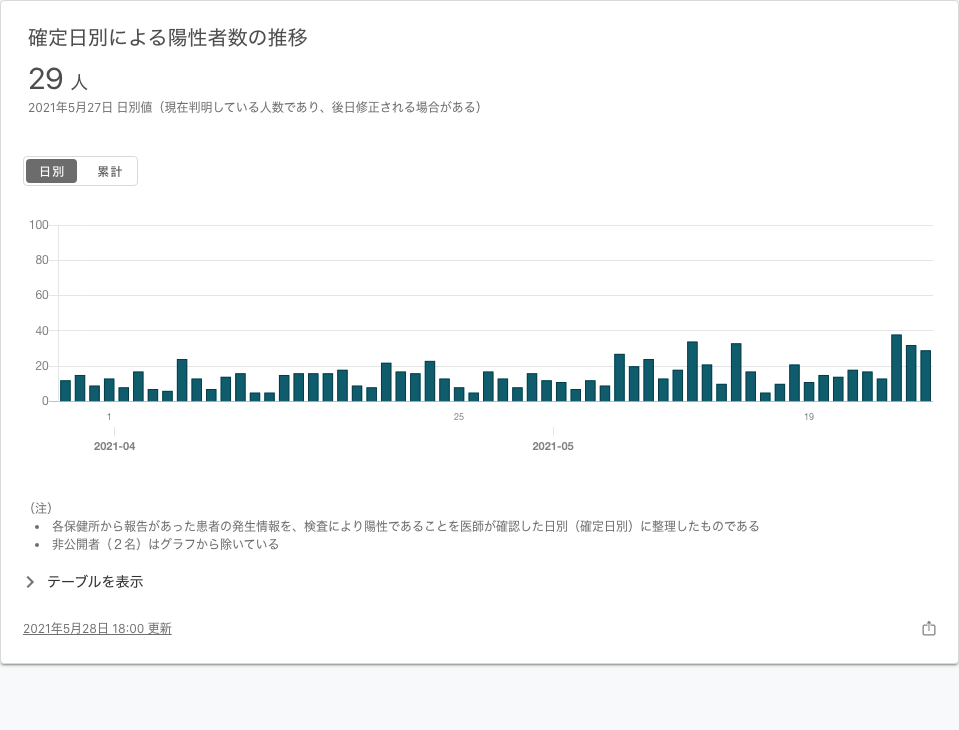 確定日別による陽性者数の推移
29 人
2021年5月27日 日別値（現在判明している人数であり、後日修正される場合がある）
日別 累計
100
80
60
40
20
0
1 25 19
2021-04 2021-05
（注）
• 各保健所から報告があった患者の発生情報を、検査により陽性であることを医師が確認した日別（確定日別）に整理したものである
• 非公開者（２名）はグラフから除いている
テーブルを表示
2021年5月28日 18:00 更新